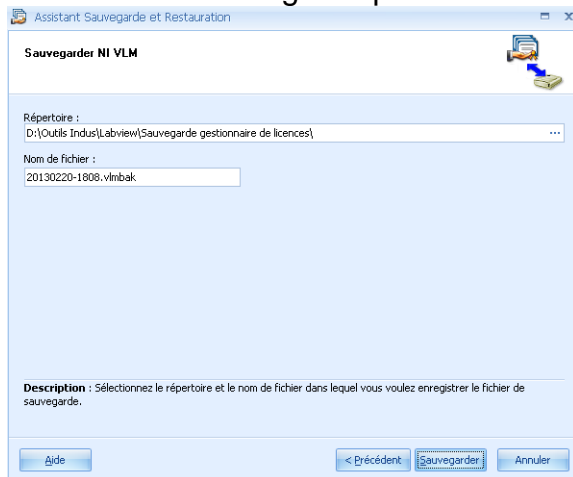 Assistant Sauvegarde et Restauration
Sauvegarder NI VLM
Répertoire :
D:\Outils Indus\Labview\Sauvegarde gestionnaire de licences\
...
Nom de fichier :
20130220-1808.vlmbak
Description : Sélectionnez le répertoire et le nom de fichier dans lequel vous voulez enregistrer le fichier de
sauvegarde.
Aide
< Précédent
Sauvegarder
Annuler